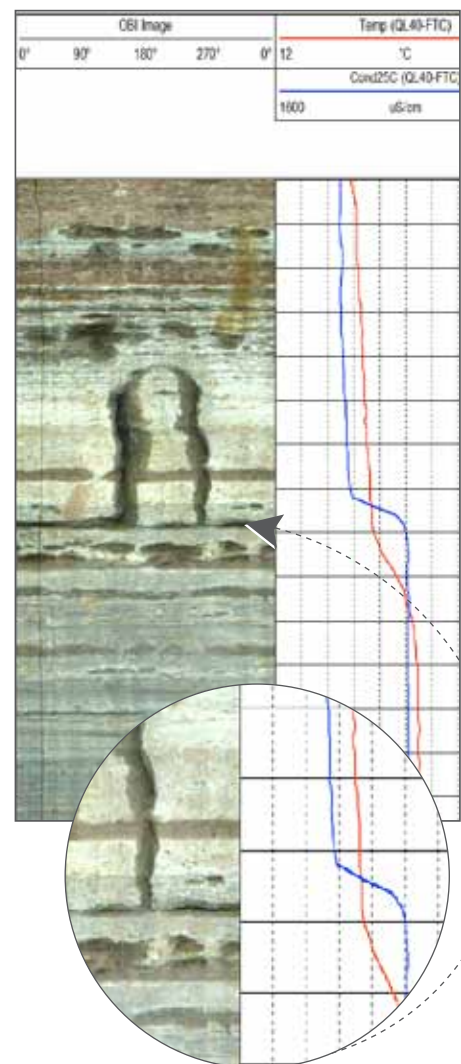 OBI Image
Temp (QL40-FTC)
0° 90° 180° 270° 0°
12 °C
Cond25C (QL40-FTC)
1600 uS/cm